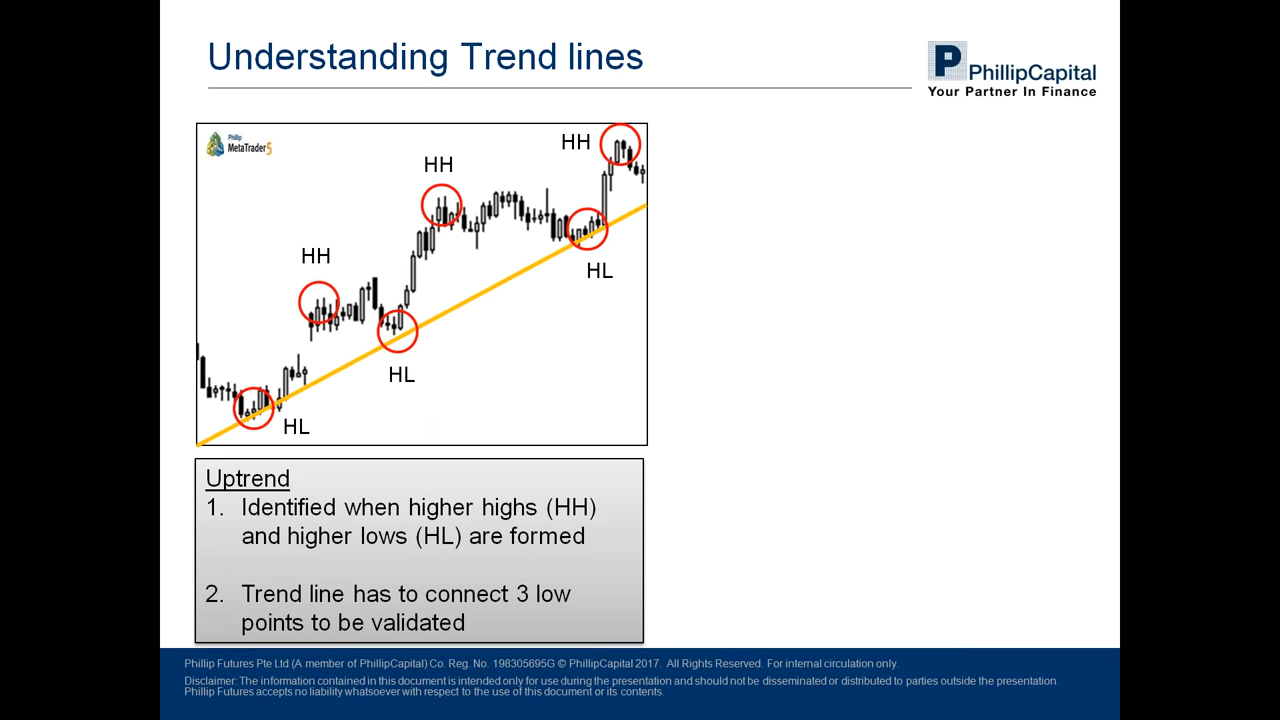 Understanding Trend lines
P
PhillipCapital
Your Partner In Finance
Phillip
MetaTrader5
HH
HH
HH
HL
HL
HL
Uptrend
1. Identified when higher highs (HH)
and higher lows (HL) are formed
2. Trend line has to connect 3 low
points to be validated
Phillip Futures Pte Ltd (A member of PhillipCapital) Co. Reg. No. 198305695G © PhillipCapital 2017. All Rights Reserved. For internal circulation only.
Disclaimer: The information contained in this document is intended only for use during the presentation and should not be disseminated or distributed to parties outside the presentation.
Phillip Futures accepts no liability whatsoever with respect to the use of this document or its contents.